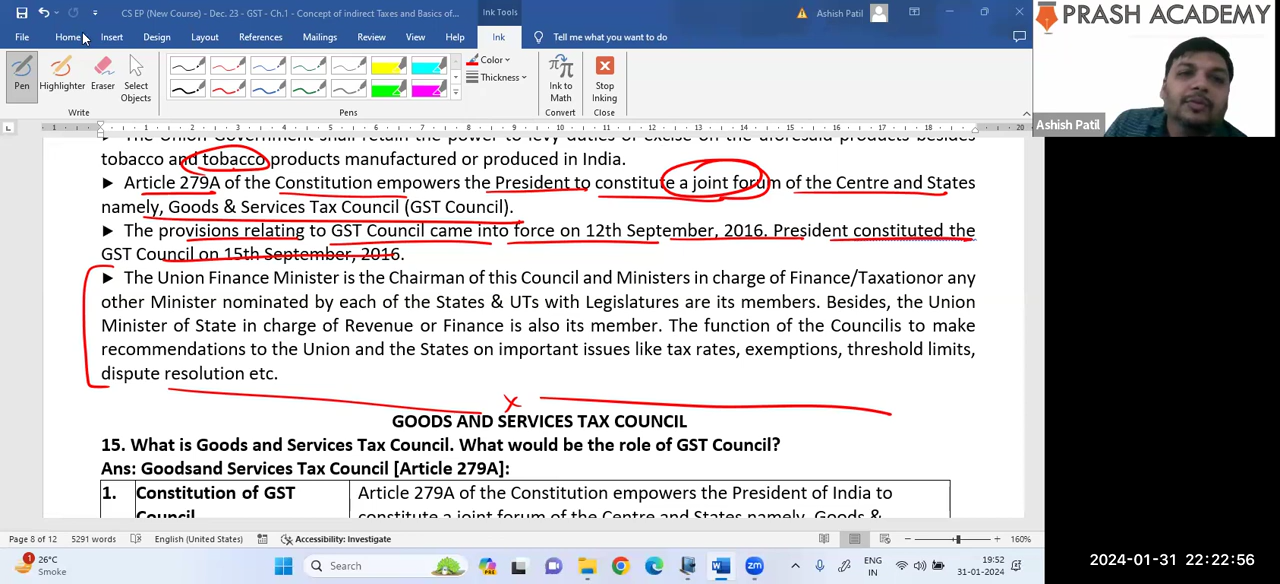 CS EP (New Course) - Dec. 23 - GST - Ch.1 - Concept of indirect Taxes and Basics of...
Ink Tools
Ashish Patil
PRASH ACADEMY
File Home Insert Design Layout References Mailings Review View Help Ink Tell me what you want to do
Pen Highlighter Eraser Select Objects
Color
Thickness
Ink to Math
Stop Inking
Write Pens Convert Close
Ashish Patil
tobacco and tobacco products manufactured or produced in India.
► Article 279A of the Constitution empowers the President to constitute a joint forum of the Centre and States
namely, Goods & Services Tax Council (GST Council).
► The provisions relating to GST Council came into force on 12th September, 2016. President constituted the
GST Council on 15th September, 2016.
► The Union Finance Minister is the Chairman of this Council and Ministers in charge of Finance/Taxationor any
other Minister nominated by each of the States & UTs with Legislatures are its members. Besides, the Union
Minister of State in charge of Revenue or Finance is also its member. The function of the Councilis to make
recommendations to the Union and the States on important issues like tax rates, exemptions, threshold limits,
dispute resolution etc.
x
GOODS AND SERVICES TAX COUNCIL
15. What is Goods and Services Tax Council. What would be the role of GST Council?
Ans: Goodsand Services Tax Council [Article 279A]:
1. Constitution of GST Article 279A of the Constitution empowers the President of India to
Council constitute a joint forum of the Centre and States namely, Goods &
Page 8 of 12 5291 words English (United States) Accessibility: Investigate 160%
26°C
Smoke
Search
ENG
IN
19:52
31-01-2024
2024-01-31 22:22:56